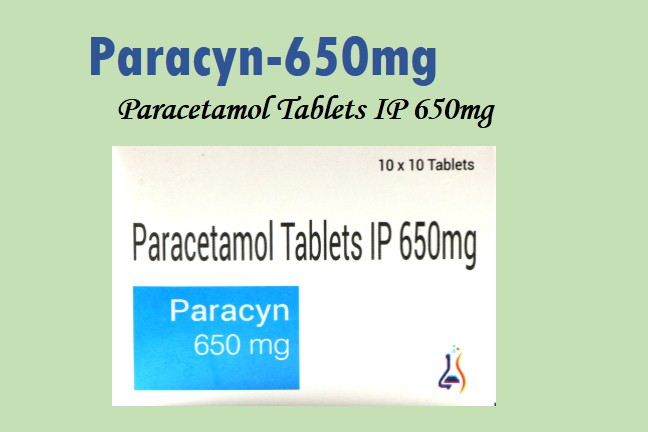 Paracyn-650mg
Paracetamol Tablets IP 650mg
10 x 10 Tablets
Paracetamol Tablets IP 650mg
Paracyn
650 mg